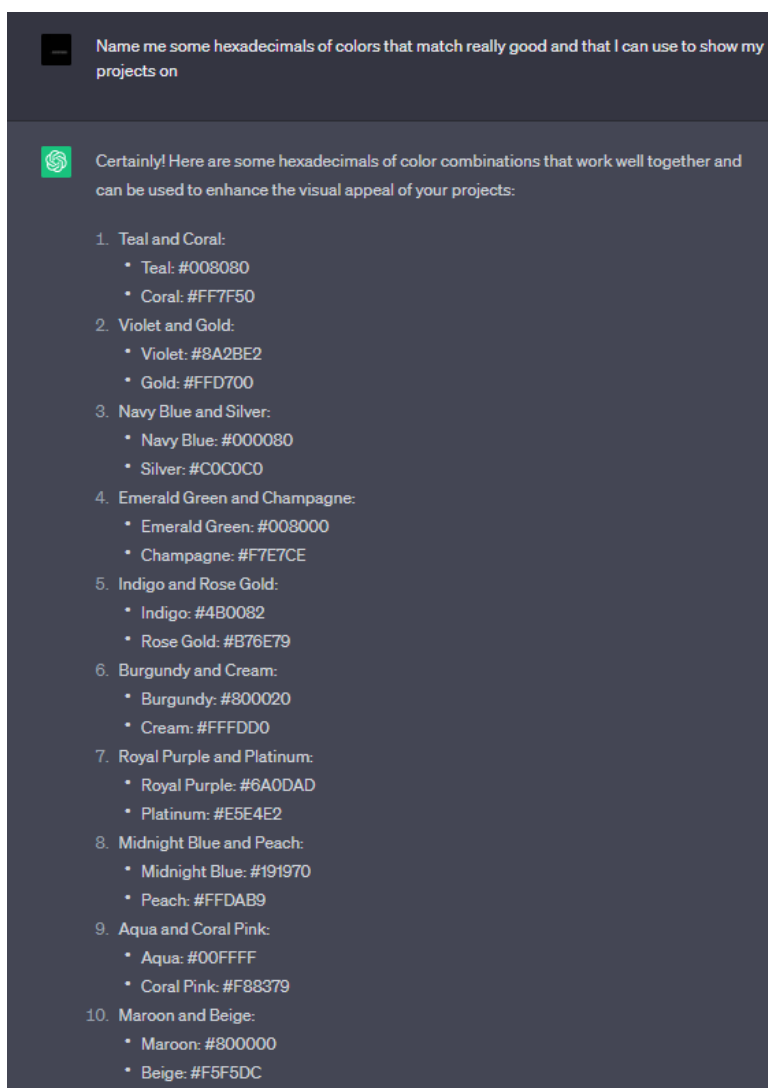 Name me some hexadecimals of colors that match really good and that I can use to show my
projects on
Certainly! Here are some hexadecimals of color combinations that work well together and
can be used to enhance the visual appeal of your projects:
1. Teal and Coral:
• Teal: #008080
• Coral: #FF7F50
2. Violet and Gold:
• Violet: #8A2BE2
• Gold: #FFD700
3. Navy Blue and Silver:
• Navy Blue: #000080
• Silver: #C0C0C0
4. Emerald Green and Champagne:
• Emerald Green: #008000
• Champagne: #F7E7CE
5. Indigo and Rose Gold:
• Indigo: #4B0082
• Rose Gold: #B76E79
6. Burgundy and Cream:
• Burgundy: #800020
• Cream: #FFFDD0
7. Royal Purple and Platinum:
• Royal Purple: #6A0DAD
• Platinum: #E5E4E2
8. Midnight Blue and Peach:
• Midnight Blue: #191970
• Peach: #FFDAB9
9. Aqua and Coral Pink:
• Aqua: #00FFFF
• Coral Pink: #F88379
10. Maroon and Beige:
• Maroon: #800000
• Beige: #F5F5DC